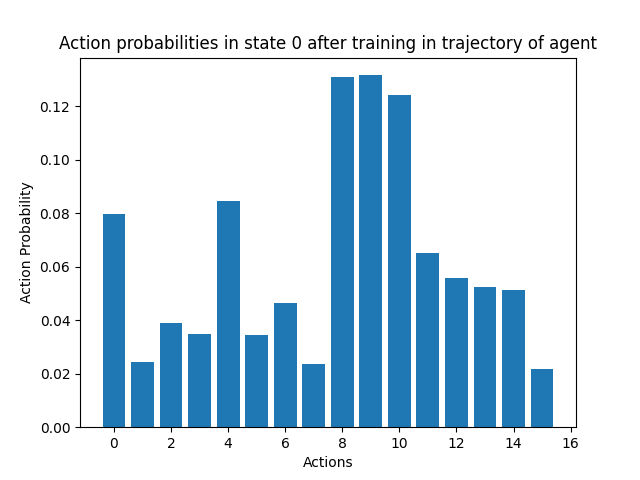 Action probabilities in state 0 after training in trajectory of agent
0.12
0.10
0.08
0.06
0.04
0.02
0.00
Action Probability
0 2 4 6 8 10 12 14 16
Actions